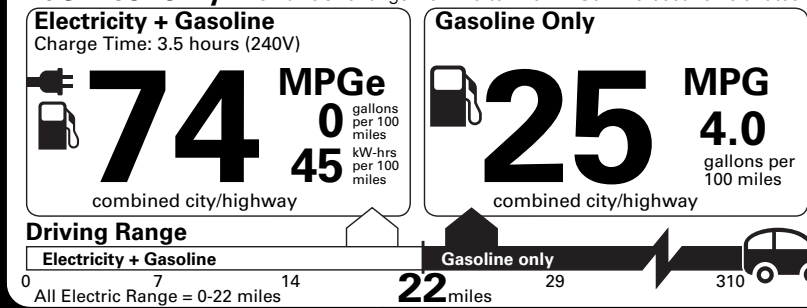 Electricity + Gasoline
Charge Time: 3.5 hours (240V)
74
MPGe
0 gallons per 100 miles
45 kW-hrs per 100 miles
combined city/highway
Gasoline Only
25
MPG
4.0
gallons per
100 miles
combined city/highway
Driving Range
Electricity + Gasoline
Gasoline only
0 7 14 22 miles 29 310
All Electric Range = 0-22 miles